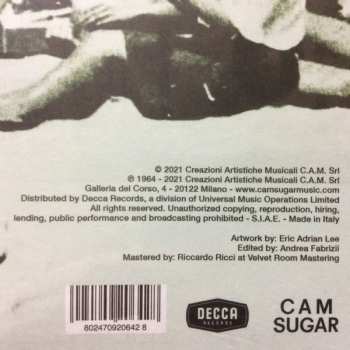 © 2021 Creazioni Artistiche Musicali C.A.M. Srl
℗ 1964 - 2021 Creazioni Artistiche Musicali C.A.M. Srl
Galleria del Corso, 4 - 20122 Milano - www.camsugarmusic.com
Distributed by Decca Records, a division of Universal Music Operations Limited
All rights reserved. Unauthorized copying, reproduction, hiring,
lending, public performance and broadcasting prohibited - S.I.A.E. - Made in Italy
Artwork by: Eric Adrian Lee
Edited by: Andrea Fabrizii
Mastered by: Riccardo Ricci at Velvet Room Mastering
8024709206428
DECCA
RECORDS
CAM
SUGAR